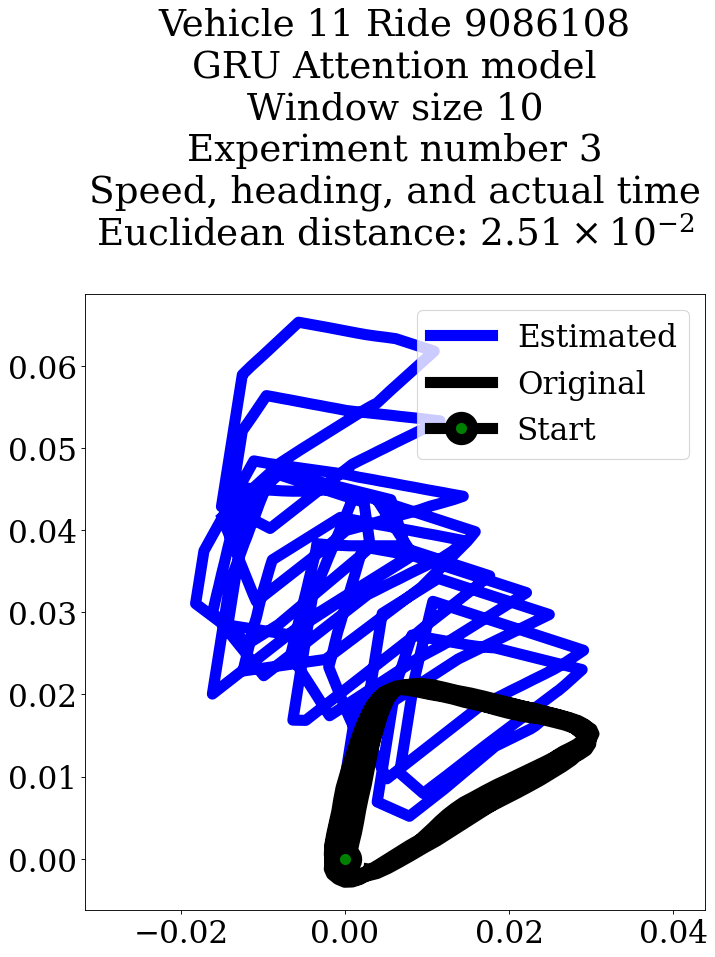 Vehicle 11 Ride 9086108
GRU Attention model
Window size 10
Experiment number 3
Speed, heading, and actual time
Euclidean distance: 2.51 × 10⁻²
Estimated
Original
Start
0.06
0.05
0.04
0.03
0.02
0.01
0.00
−0.02 0.00 0.02 0.04